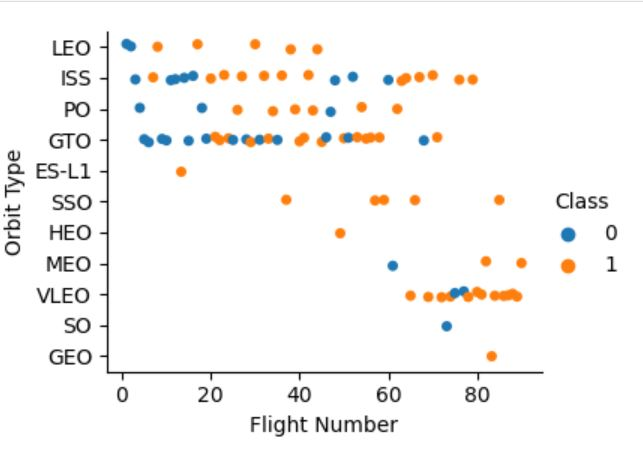 Orbit Type
LEO
ISS
PO
GTO
ES-L1
SSO
HEO
MEO
VLEO
SO
GEO
0 20 40 60 80
Flight Number
Class
0
1